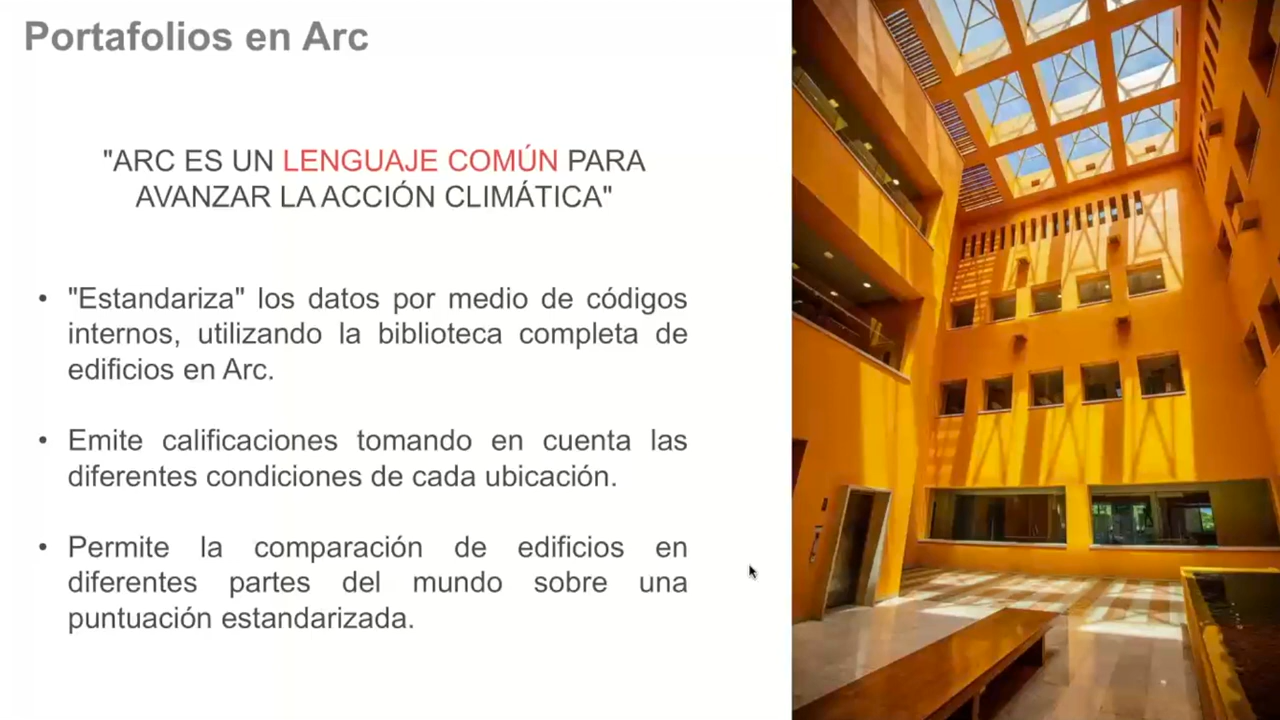 Portafolios en Arc
"ARC ES UN LENGUAJE COMÚN PARA
AVANZAR LA ACCIÓN CLIMÁTICA"
• "Estandariza" los datos por medio de códigos
internos, utilizando la biblioteca completa de
edificios en Arc.
• Emite calificaciones tomando en cuenta las
diferentes condiciones de cada ubicación.
• Permite la comparación de edificios en
diferentes partes del mundo sobre una
puntuación estandarizada.